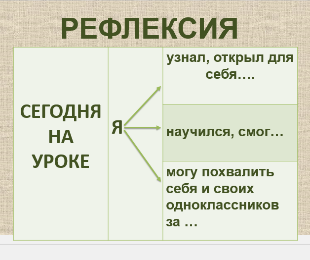 РЕФЛЕКСИЯ
СЕГОДНЯ
НА
УРОКЕ
Я
узнал, открыл для
себя….
научился, смог…
могу похвалить
себя и своих
одноклассников
за …